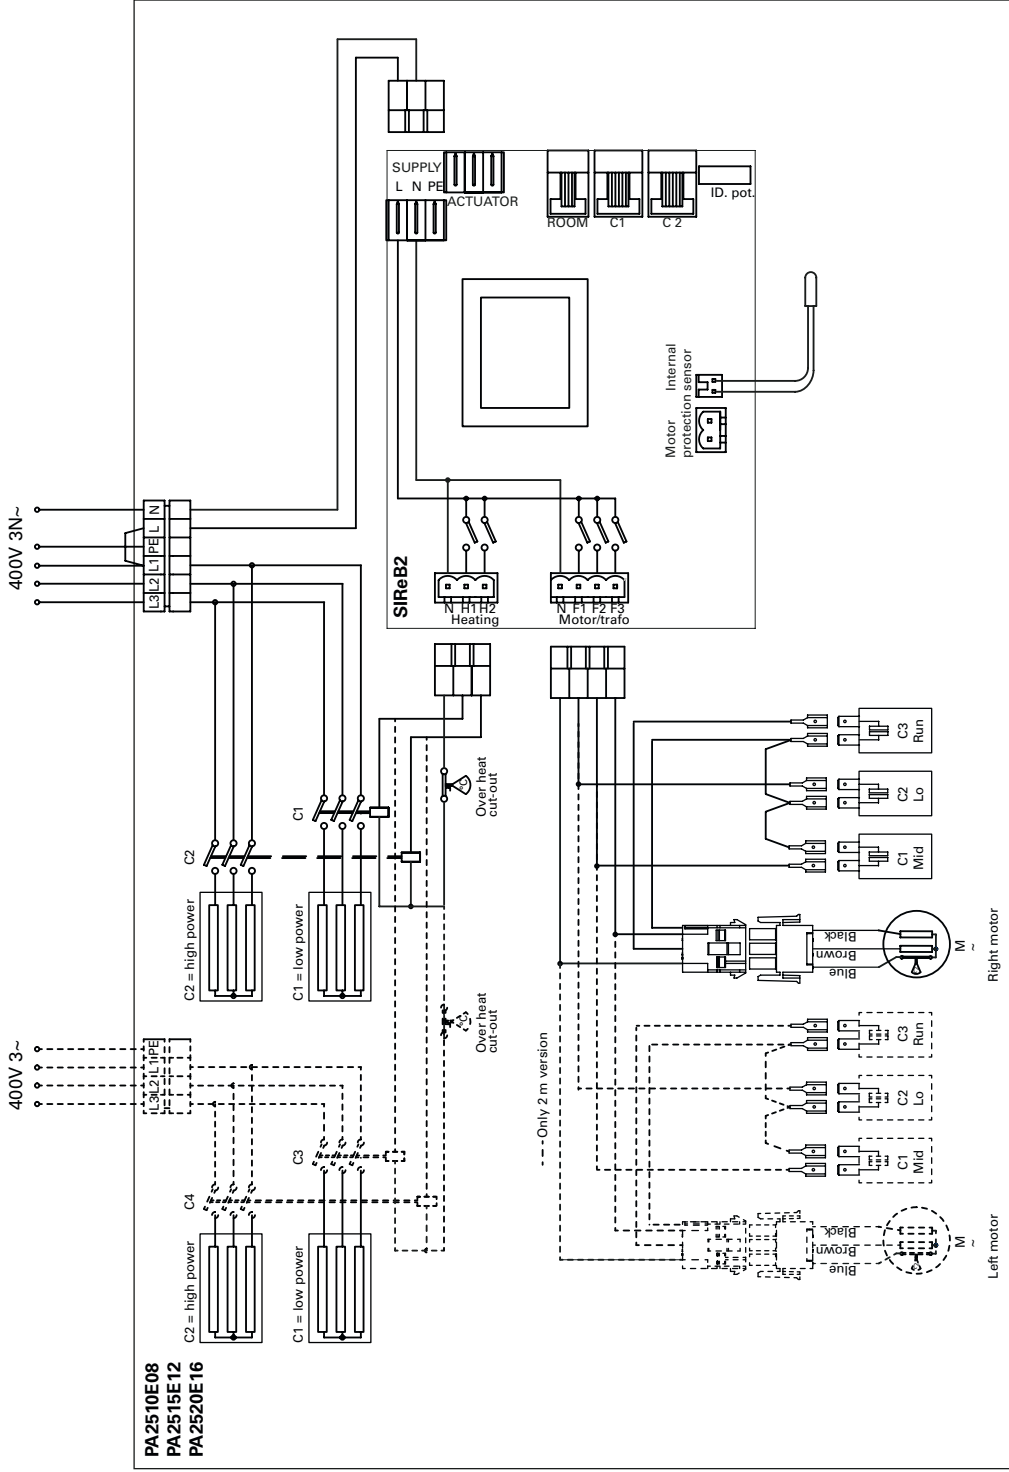 400V 3N~
L3 L2 L1 PE L N
SUPPLY
L N PE
ACTUATOR
ROOM
C1
C 2
ID. pot.
Motor
protection sensor
Internal
SIReB2
N H1 H2
Heating
N F1 F2 F3
Motor/trafo
C2
C1
C2 = high power
C1 = low power
°C
Over heat
cut-out
C3
Run
C2
Lo
C1
Mid
Black
Brown
Blue
M
~
Right motor
400V 3~
L3 L2 L1 PE
C4
C3
C2 = high power
C1 = low power
°C
Over heat
cut-out
--- Only 2 m version
C3
Run
C2
Lo
C1
Mid
Black
Brown
Blue
M
~
Left motor
PA2510E08
PA2515E12
PA2520E16